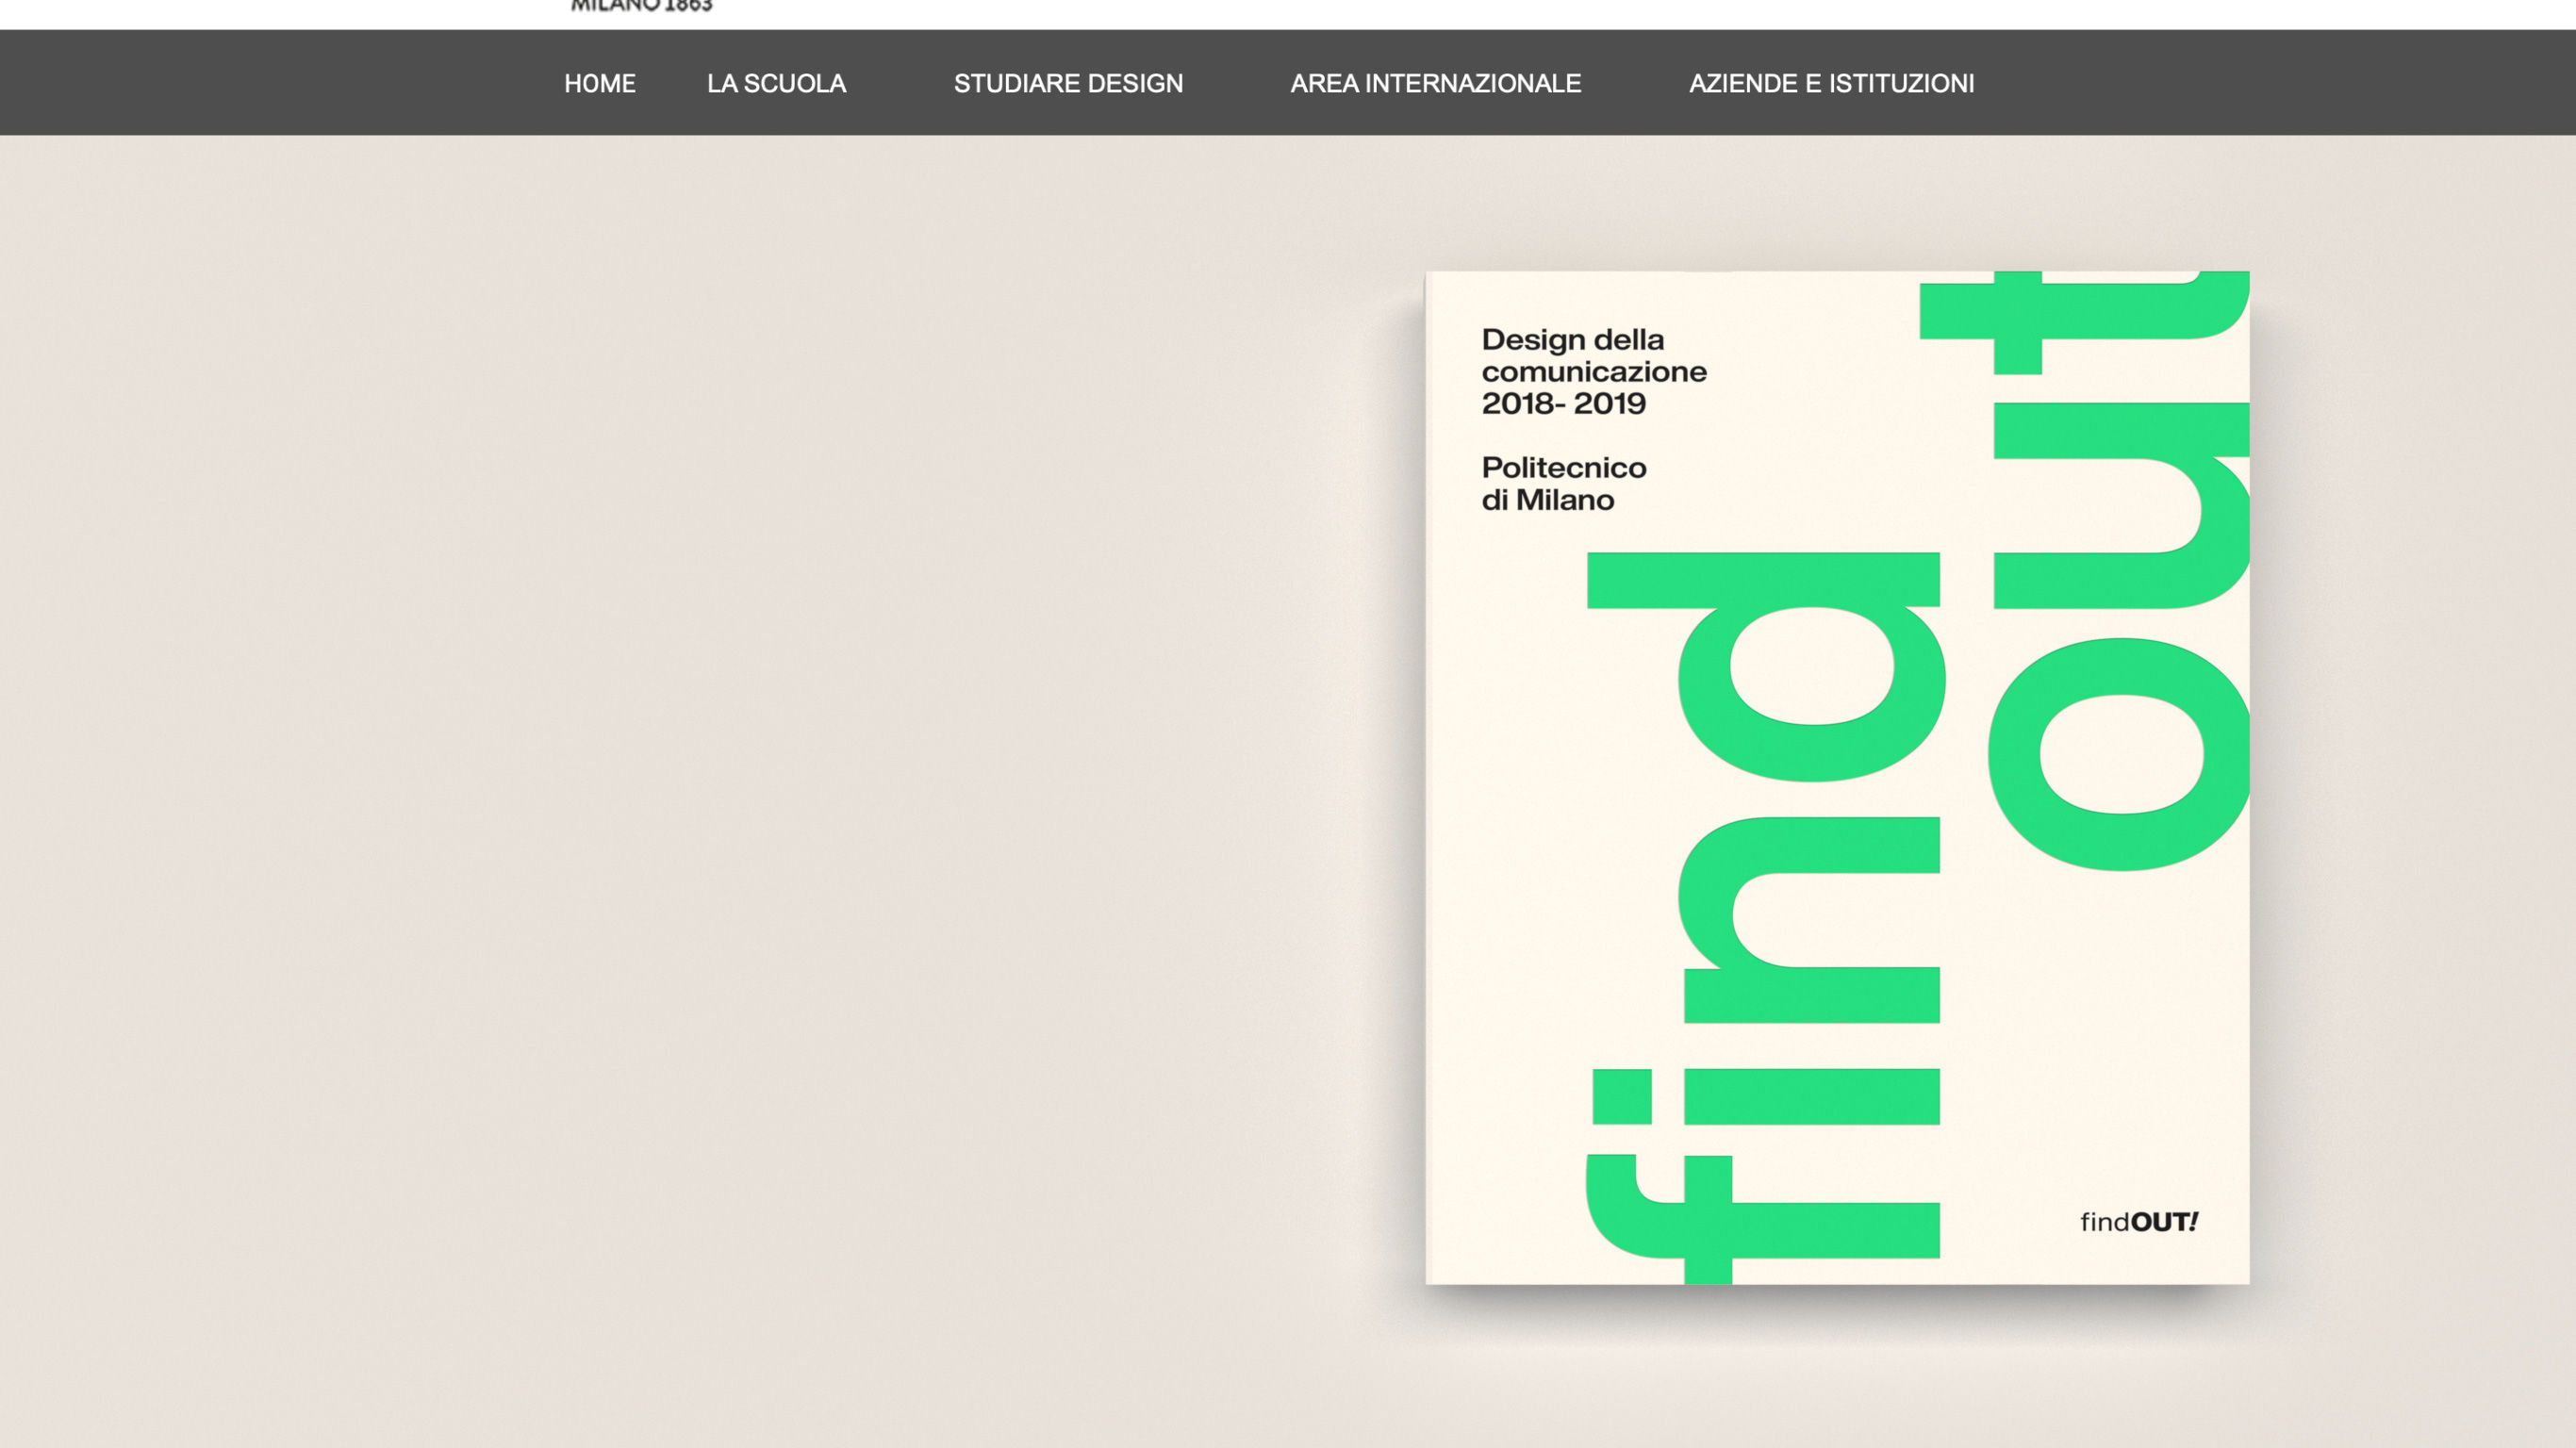 MILANO 1863
HOME
LA SCUOLA
STUDIARE DESIGN
AREA INTERNAZIONALE
AZIENDE E ISTITUZIONI
Design della
comunicazione
2018- 2019
Politecnico
di Milano
find
out
findOUT!